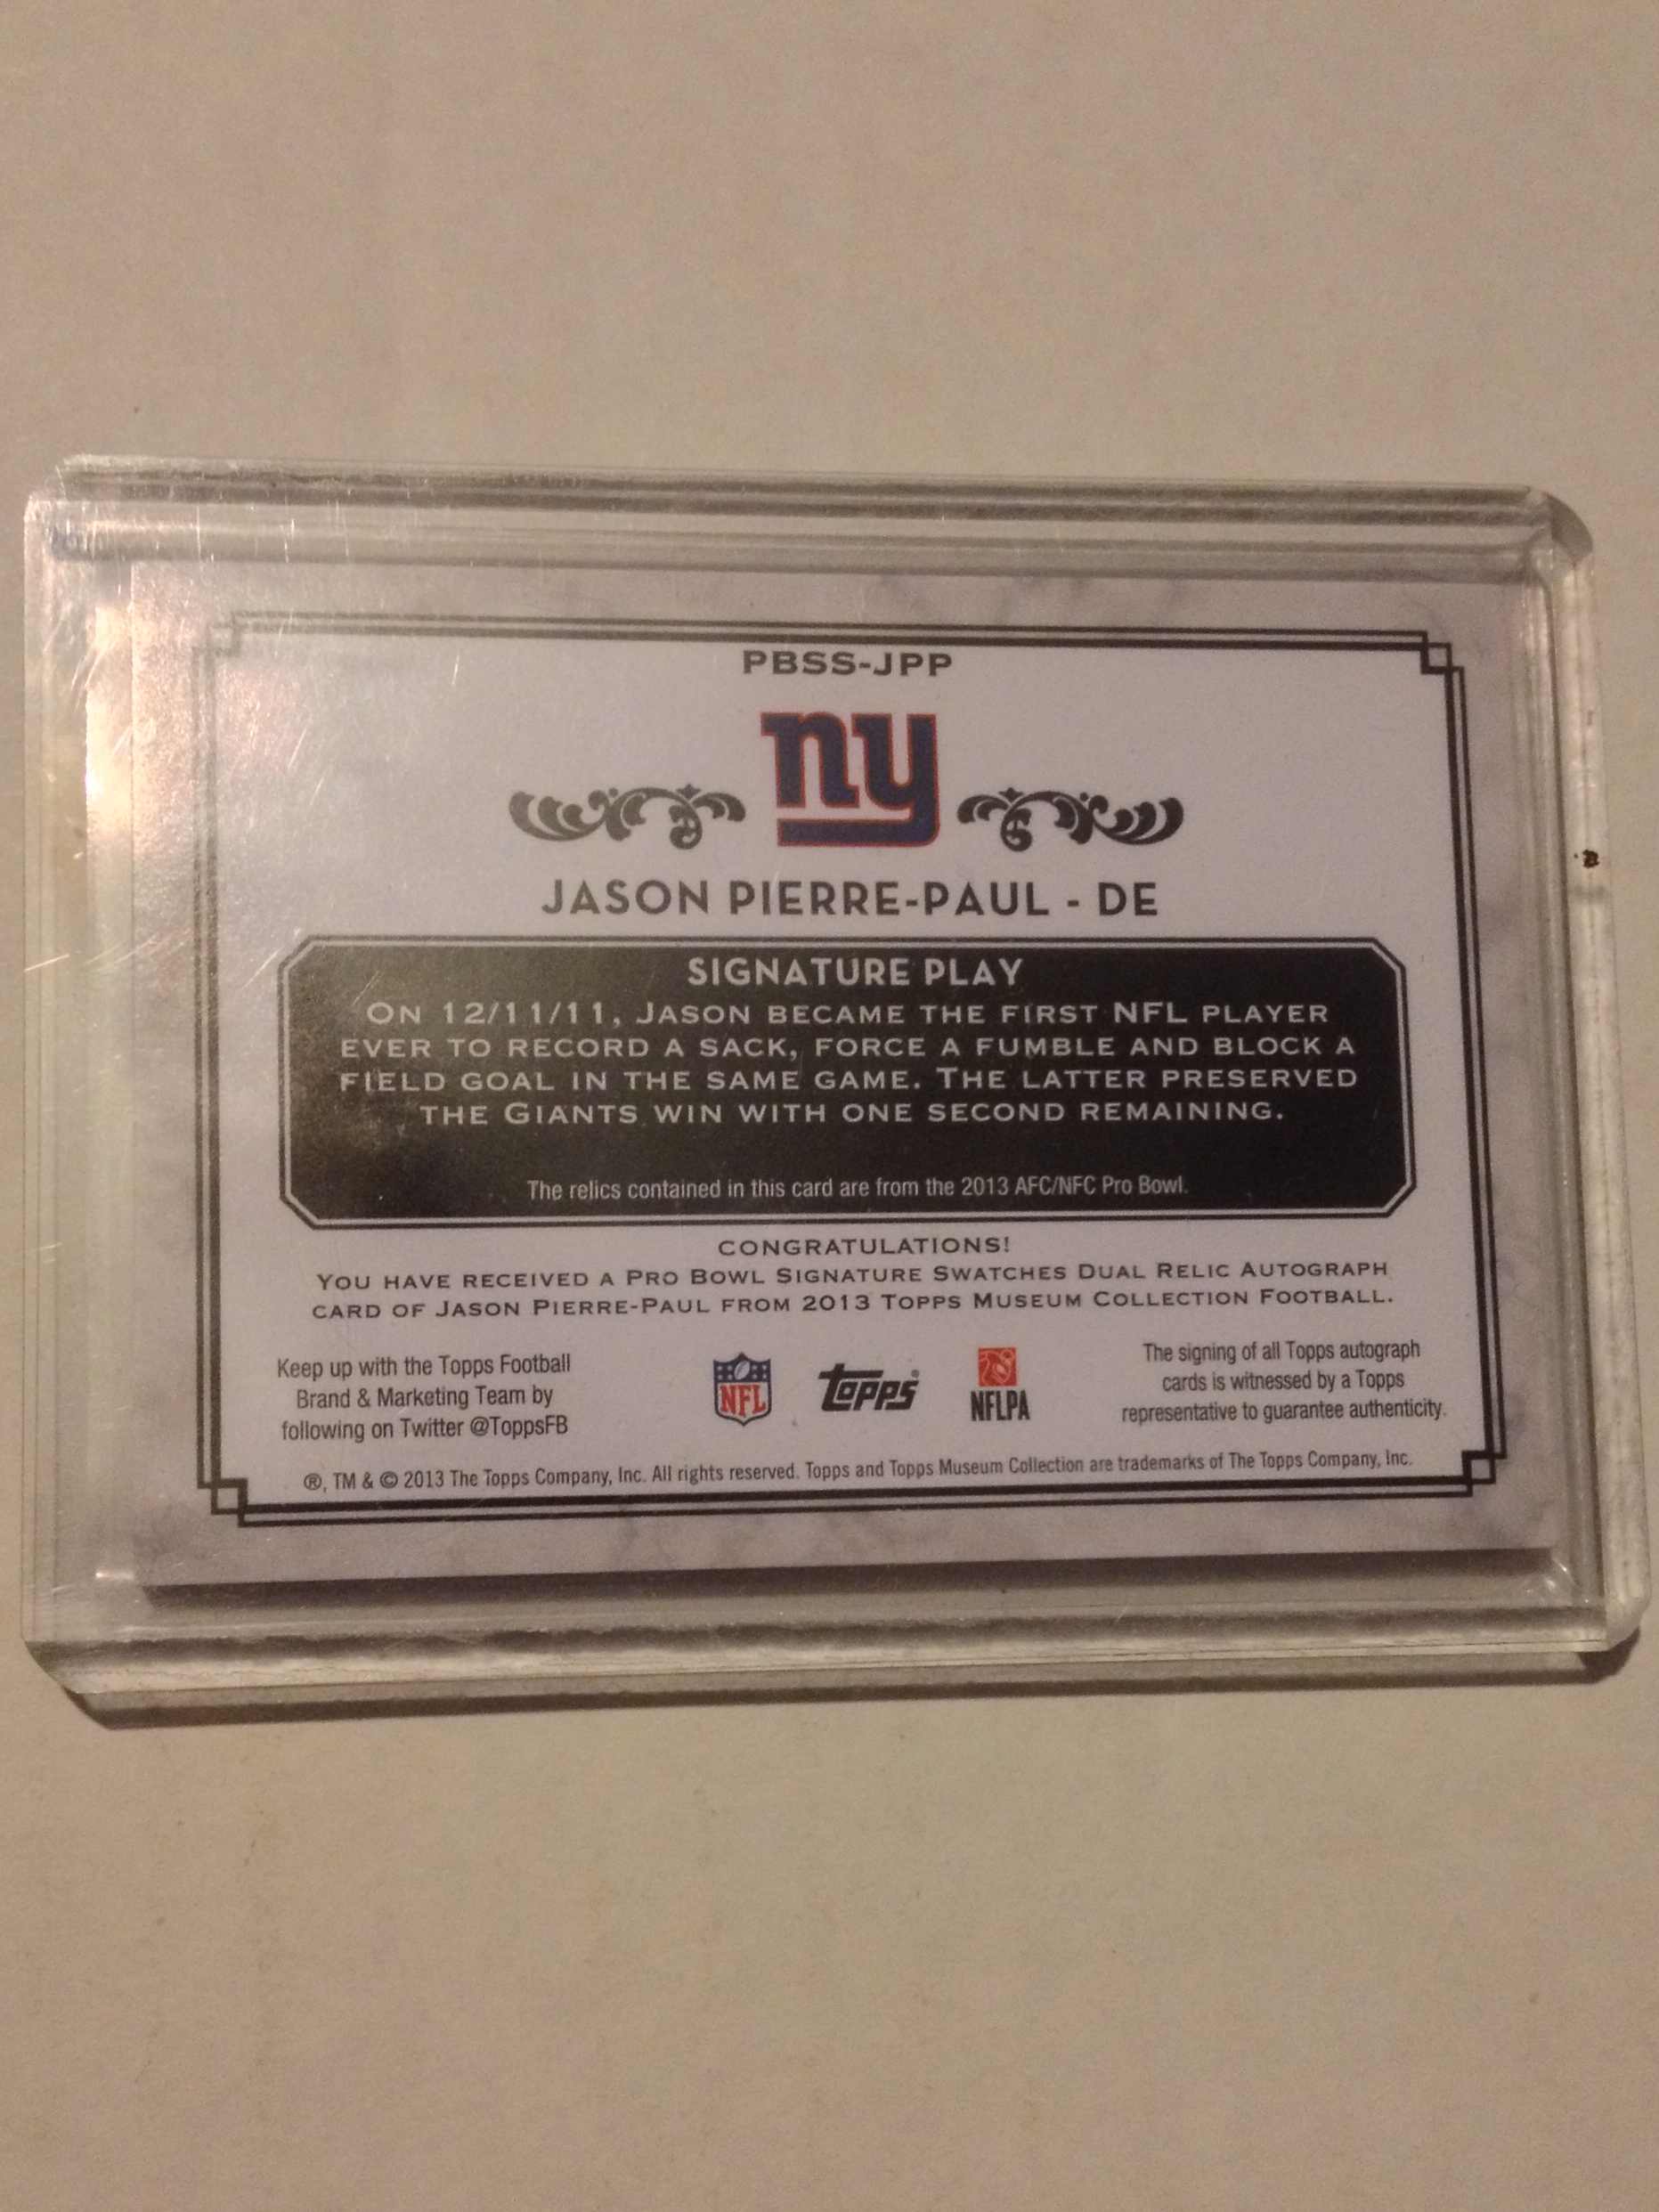 PBSS-JPP
ny
JASON PIERRE-PAUL - DE
SIGNATURE PLAY
ON 12/11/11, JASON BECAME THE FIRST NFL PLAYER
EVER TO RECORD A SACK, FORCE A FUMBLE AND BLOCK A
FIELD GOAL IN THE SAME GAME. THE LATTER PRESERVED
THE GIANTS WIN WITH ONE SECOND REMAINING.
The relics contained in this card are from the 2013 AFC/NFC Pro Bowl.
CONGRATULATIONS!
YOU HAVE RECEIVED A PRO BOWL SIGNATURE SWATCHES DUAL RELIC AUTOGRAPH
CARD OF JASON PIERRE-PAUL FROM 2013 TOPPS MUSEUM COLLECTION FOOTBALL.
Keep up with the Topps Football
Brand & Marketing Team by
following on Twitter @ToppsFB
NFL
Topps®
NFLPA
The signing of all Topps autograph
cards is witnessed by a Topps
representative to guarantee authenticity.
®, TM & © 2013 The Topps Company, Inc. All rights reserved. Topps and Topps Museum Collection are trademarks of The Topps Company, Inc.